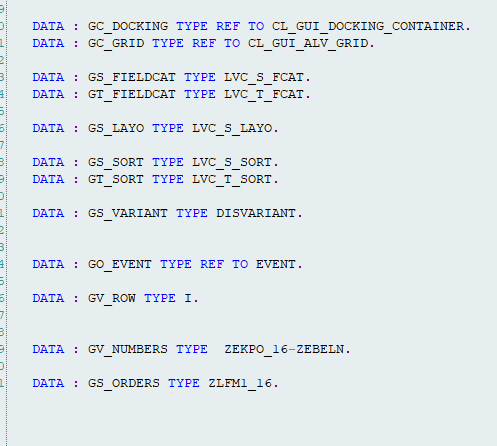 DATA : GC_DOCKING TYPE REF TO CL_GUI_DOCKING_CONTAINER.
DATA : GC_GRID TYPE REF TO CL_GUI_ALV_GRID.
DATA : GS_FIELDCAT TYPE LVC_S_FCAT.
DATA : GT_FIELDCAT TYPE LVC_T_FCAT.
DATA : GS_LAYO TYPE LVC_S_LAYO.
DATA : GS_SORT TYPE LVC_S_SORT.
DATA : GT_SORT TYPE LVC_T_SORT.
DATA : GS_VARIANT TYPE DISVARIANT.
DATA : GO_EVENT TYPE REF TO EVENT.
DATA : GV_ROW TYPE I.
DATA : GV_NUMBERS TYPE  ZEKPO_16-ZEBELN.
DATA : GS_ORDERS TYPE ZLFM1_16.